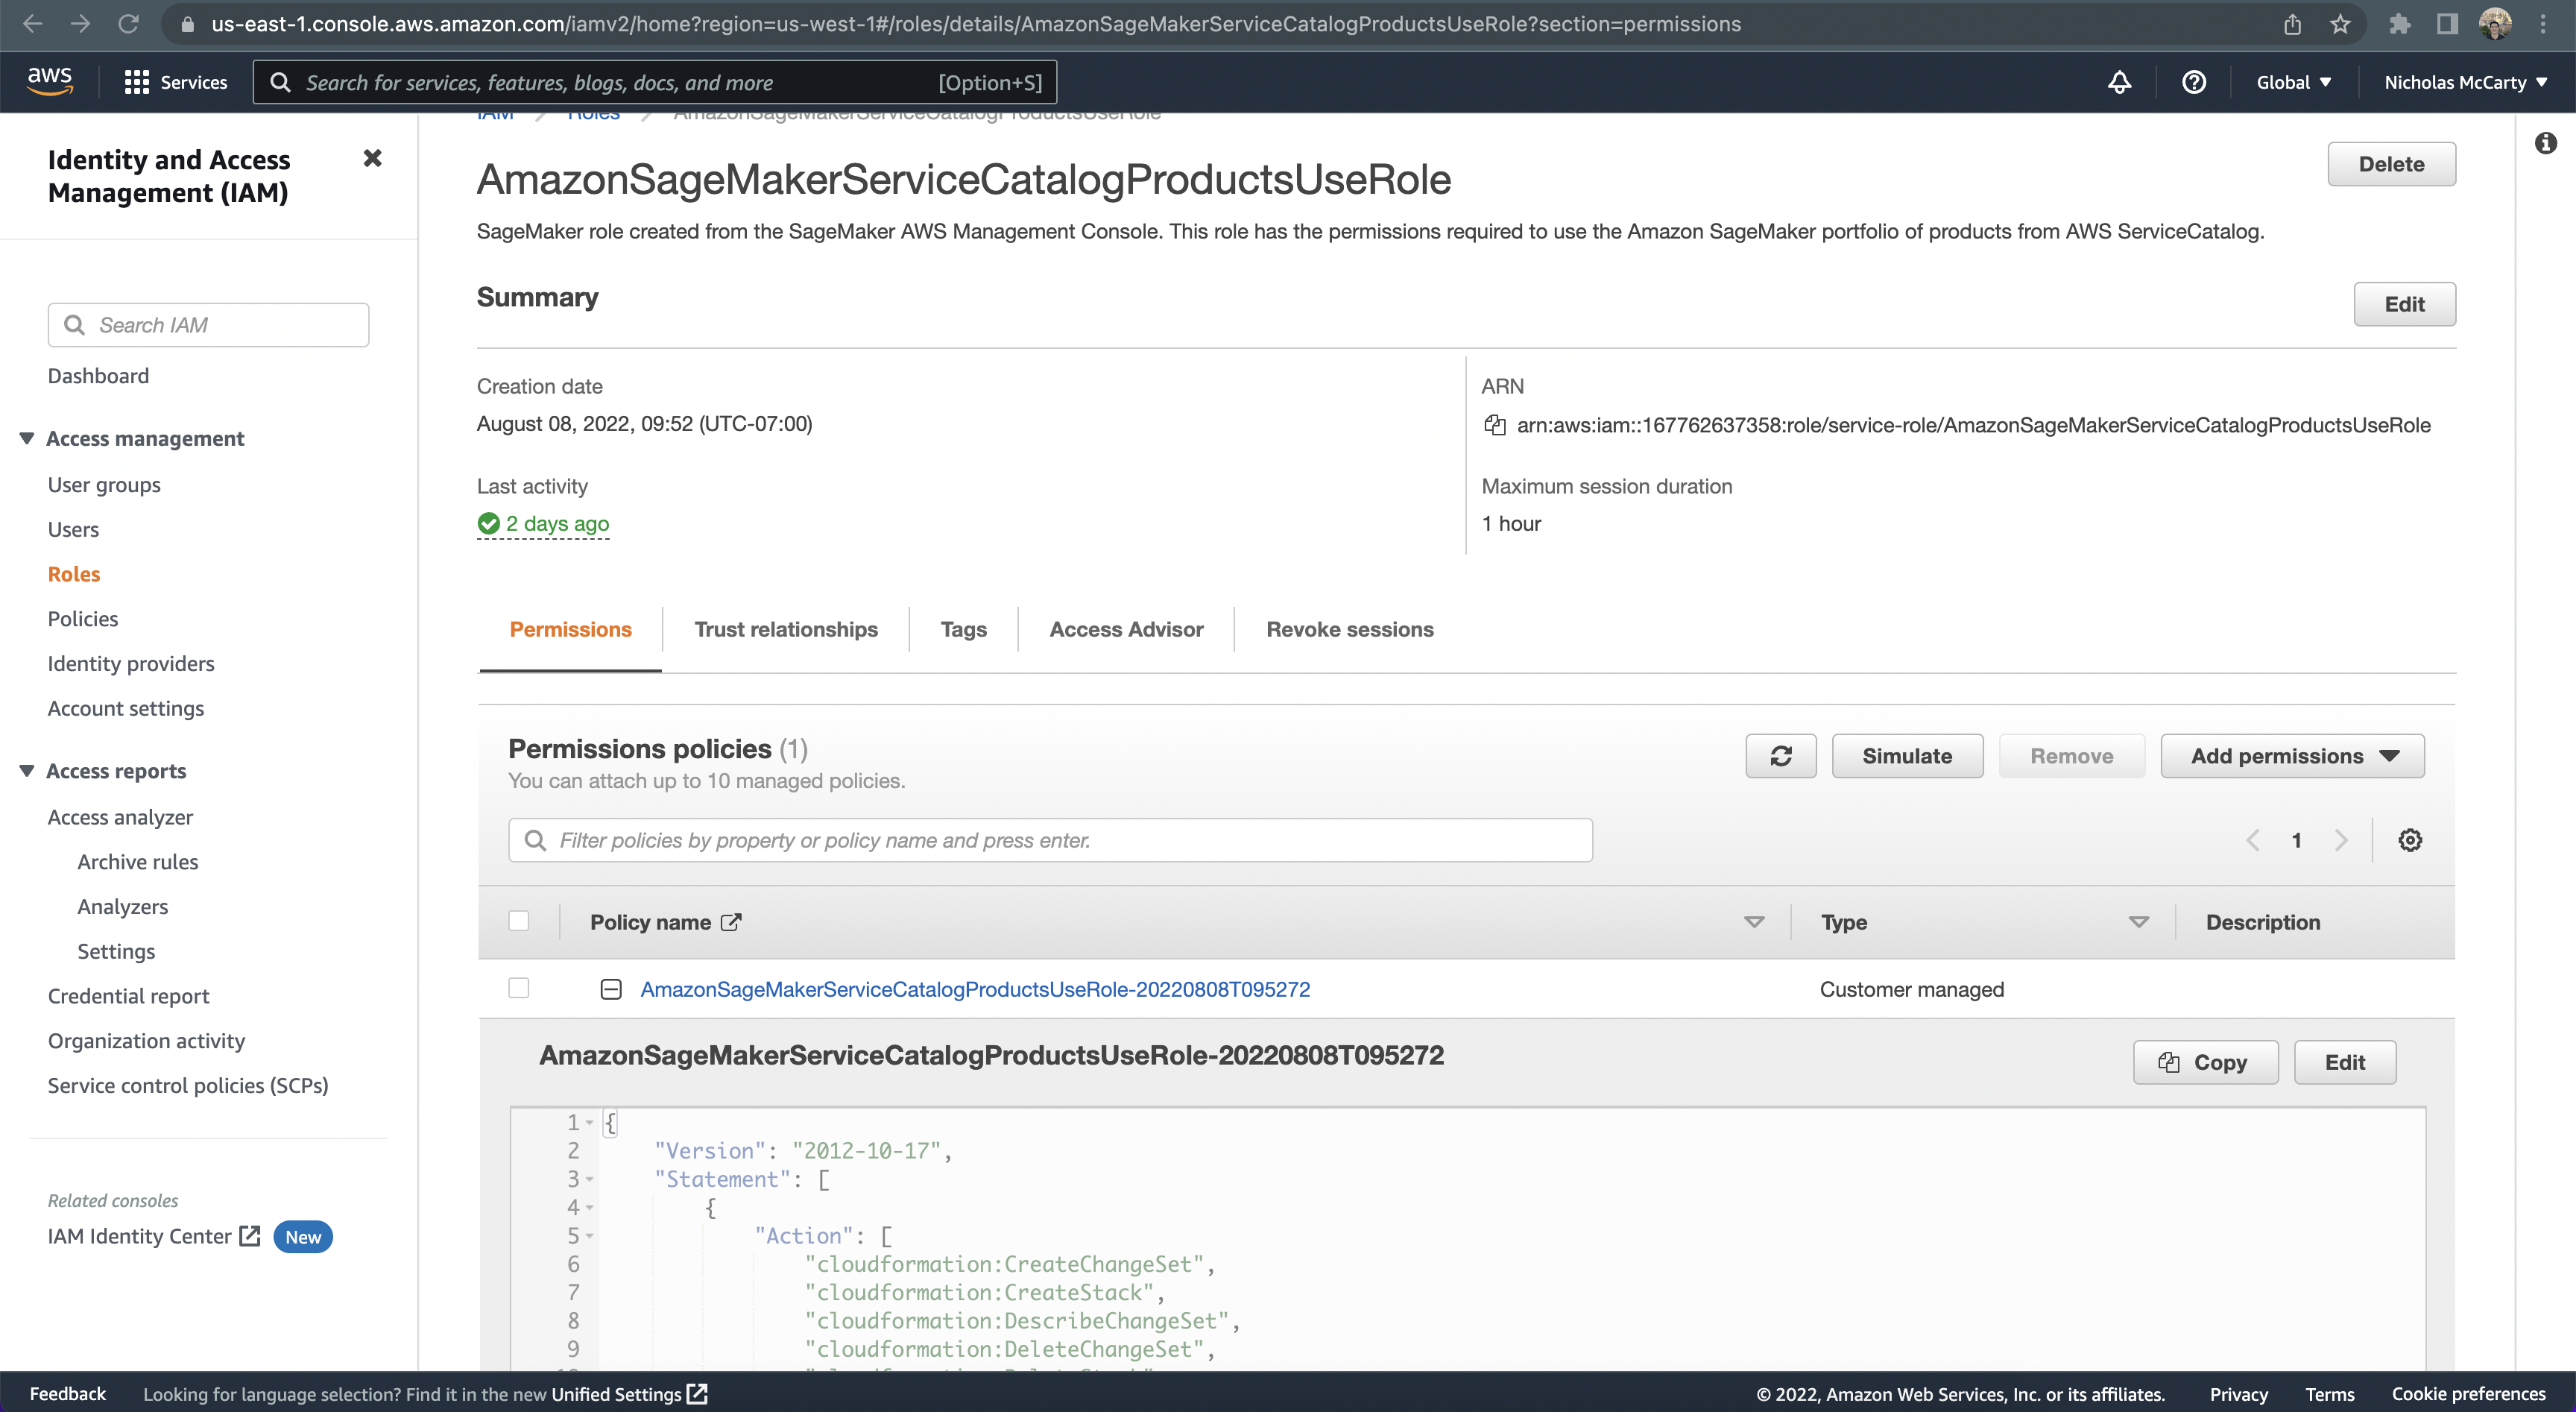 us-east-1.console.aws.amazon.com/iamv2/home?region=us-west-1#/roles/details/AmazonSageMakerServiceCatalogProductsUseRole?section=permissions
aws
Services
Search for services, features, blogs, docs, and more
[Option+S]
Global
Nicholas McCarty
Identity and Access
Management (IAM)
Search IAM
Dashboard
Access management
User groups
Users
Roles
Policies
Identity providers
Account settings
Access reports
Access analyzer
Archive rules
Analyzers
Settings
Credential report
Organization activity
Service control policies (SCPs)
Related consoles
IAM Identity Center
New
IAM
Roles
AmazonSageMakerServiceCatalogProductsUseRole
AmazonSageMakerServiceCatalogProductsUseRole
Delete
SageMaker role created from the SageMaker AWS Management Console. This role has the permissions required to use the Amazon SageMaker portfolio of products from AWS ServiceCatalog.
Summary
Edit
Creation date
August 08, 2022, 09:52 (UTC-07:00)
ARN
arn:aws:iam::167762637358:role/service-role/AmazonSageMakerServiceCatalogProductsUseRole
Last activity
2 days ago
Maximum session duration
1 hour
Permissions
Trust relationships
Tags
Access Advisor
Revoke sessions
Permissions policies (1)
You can attach up to 10 managed policies.
Simulate
Remove
Add permissions
Filter policies by property or policy name and press enter.
1
Policy name
Type
Description
AmazonSageMakerServiceCatalogProductsUseRole-20220808T095272
Customer managed
AmazonSageMakerServiceCatalogProductsUseRole-20220808T095272
Copy
Edit
1 {
2 "Version": "2012-10-17",
3 "Statement": [
4 {
5 "Action": [
6 "cloudformation:CreateChangeSet",
7 "cloudformation:CreateStack",
8 "cloudformation:DescribeChangeSet",
9 "cloudformation:DeleteChangeSet",
Feedback
Looking for language selection? Find it in the new Unified Settings
© 2022, Amazon Web Services, Inc. or its affiliates.
Privacy
Terms
Cookie preferences